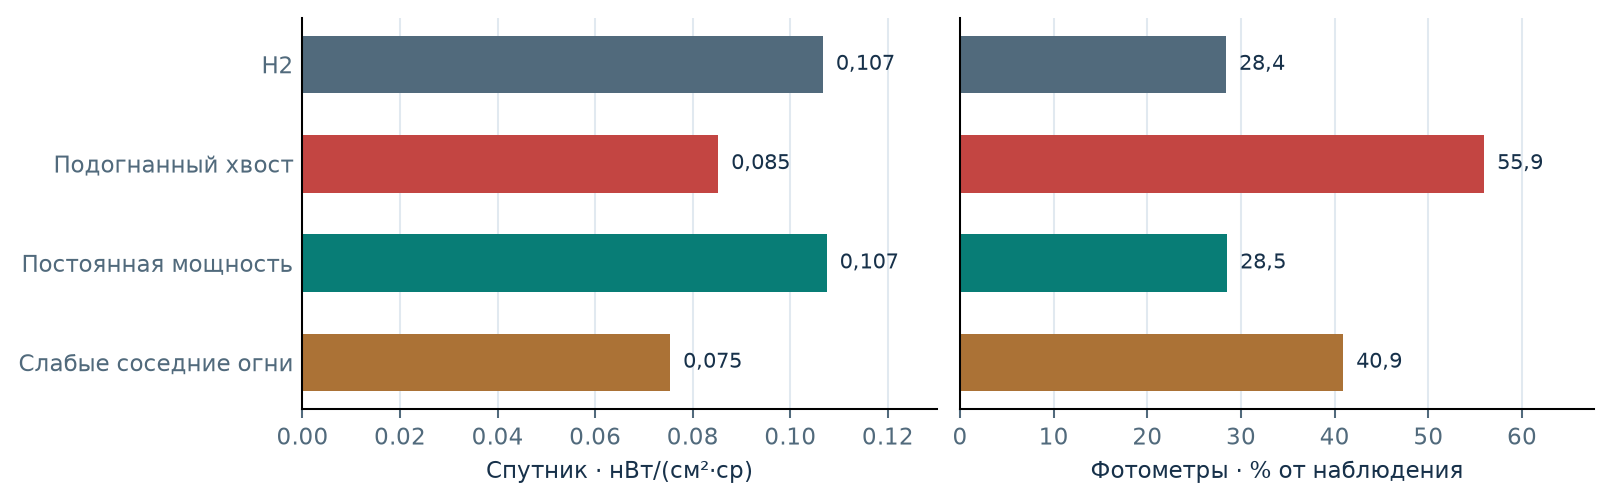 H2
0,107
28,4
Подогнанный хвост
0,085
55,9
Постоянная мощность
0,107
28,5
Слабые соседние огни
0,075
40,9
0.00 0.02 0.04 0.06 0.08 0.10 0.12
0 10 20 30 40 50 60
Спутник · нВт/(см²·ср)
Фотометры · % от наблюдения